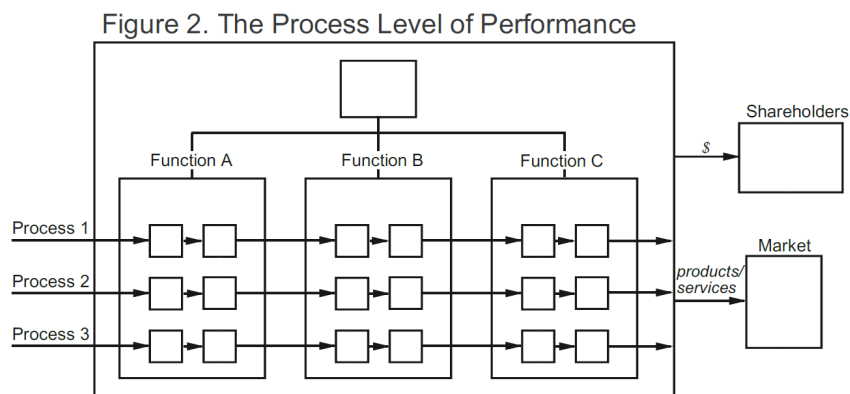 Figure 2. The Process Level of Performance
Shareholders
$
Function A
Function B
Function C
Process 1
Market
products/
services
Process 2
Process 3